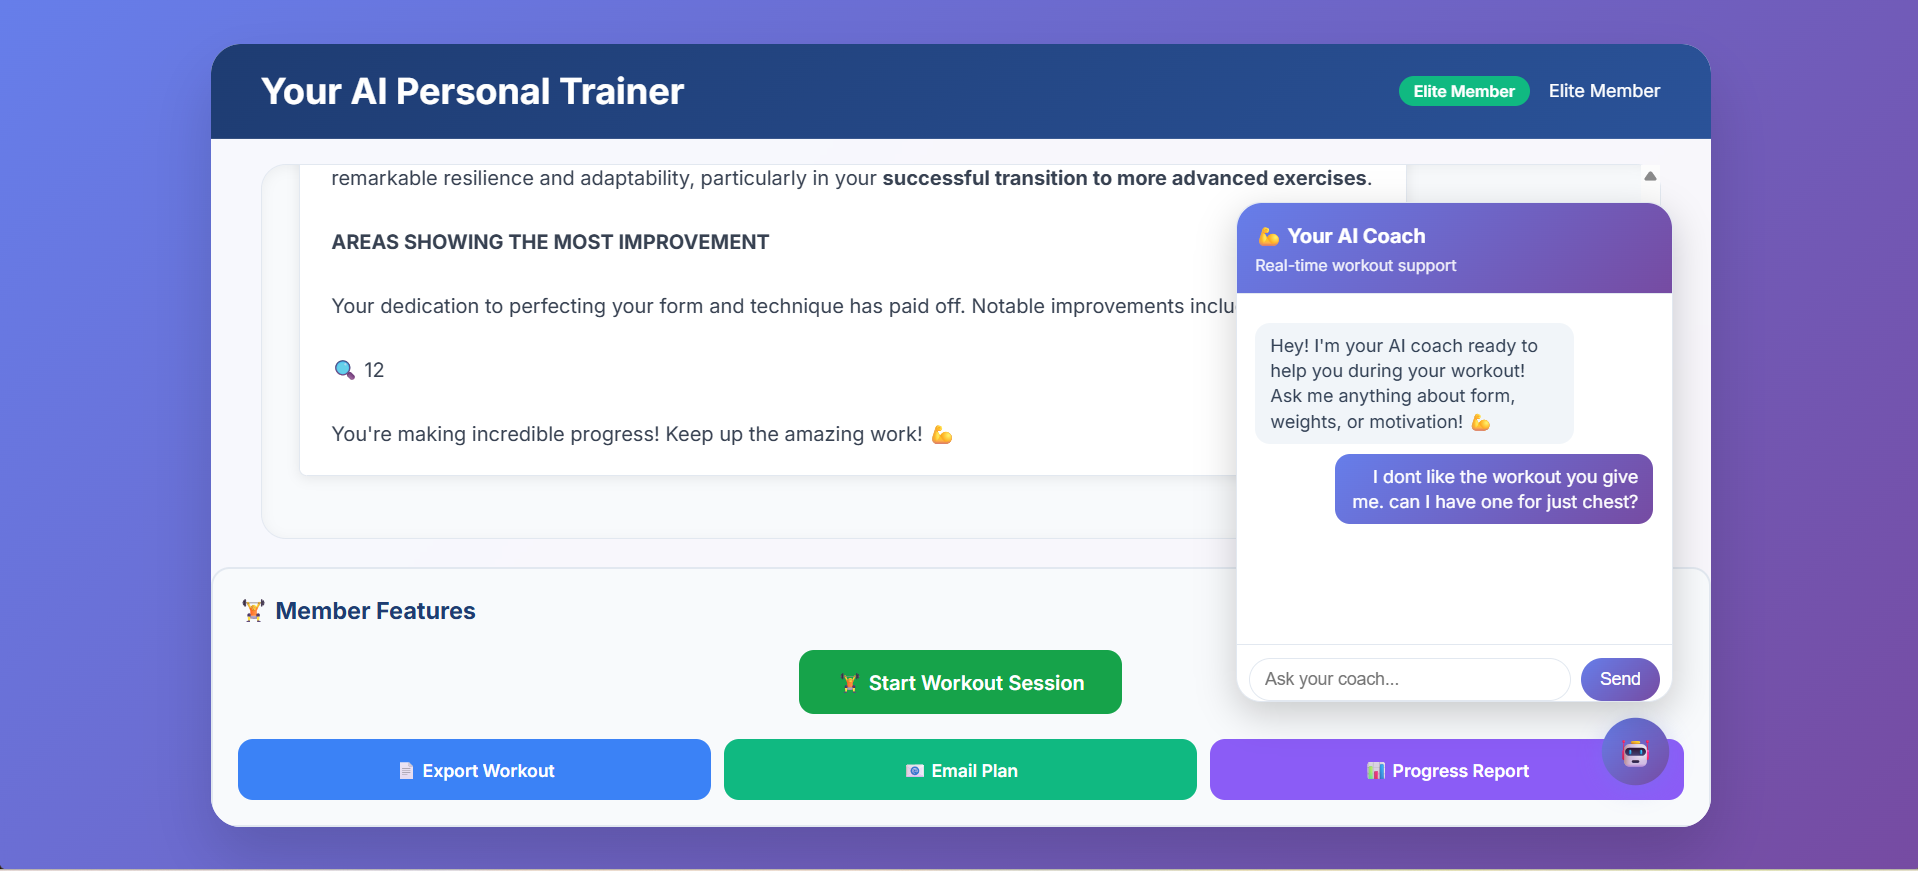 Your AI Personal Trainer
Elite Member
Elite Member
remarkable resilience and adaptability, particularly in your successful transition to more advanced exercises.
AREAS SHOWING THE MOST IMPROVEMENT
Your dedication to perfecting your form and technique has paid off. Notable improvements
🔍 12
You're making incredible progress! Keep up the amazing work! 💪
💪 Your AI Coach
Real-time workout support
Hey! I'm your AI coach ready to
help you during your workout!
Ask me anything about form,
weights, or motivation! 💪
I dont like the workout you give
me. can I have one for just chest?
Ask your coach...
Send
🏋️ Member Features
🏋️ Start Workout Session
📄 Export Workout
📧 Email Plan
📊 Progress Report